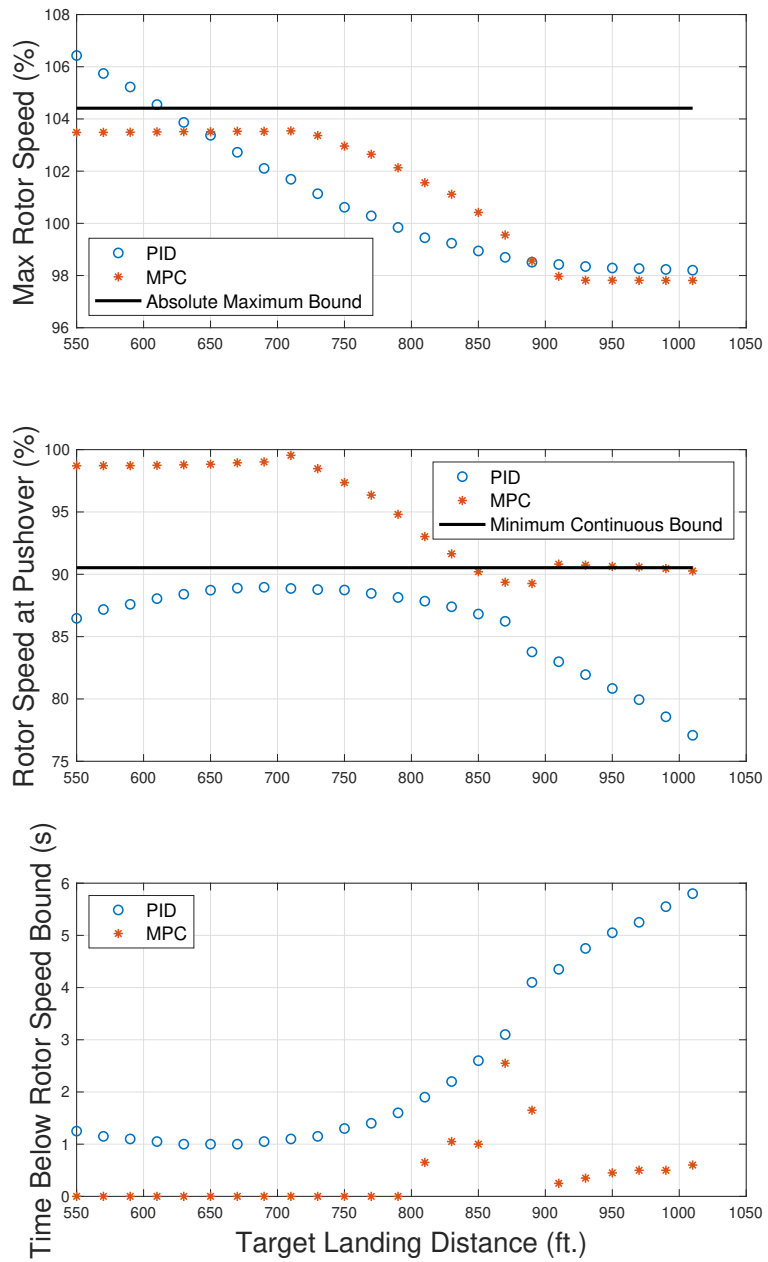 Max Rotor Speed (%)
108
106
104
102
100
98
96
PID
MPC
Absolute Maximum Bound
550 600 650 700 750 800 850 900 950 1000 1050
Rotor Speed at Pushover (%)
100
95
90
85
80
75
PID
MPC
Minimum Continuous Bound
550 600 650 700 750 800 850 900 950 1000 1050
Time Below Rotor Speed Bound (s)
6
5
4
3
2
1
0
PID
MPC
550 600 650 700 750 800 850 900 950 1000 1050
Target Landing Distance (ft.)